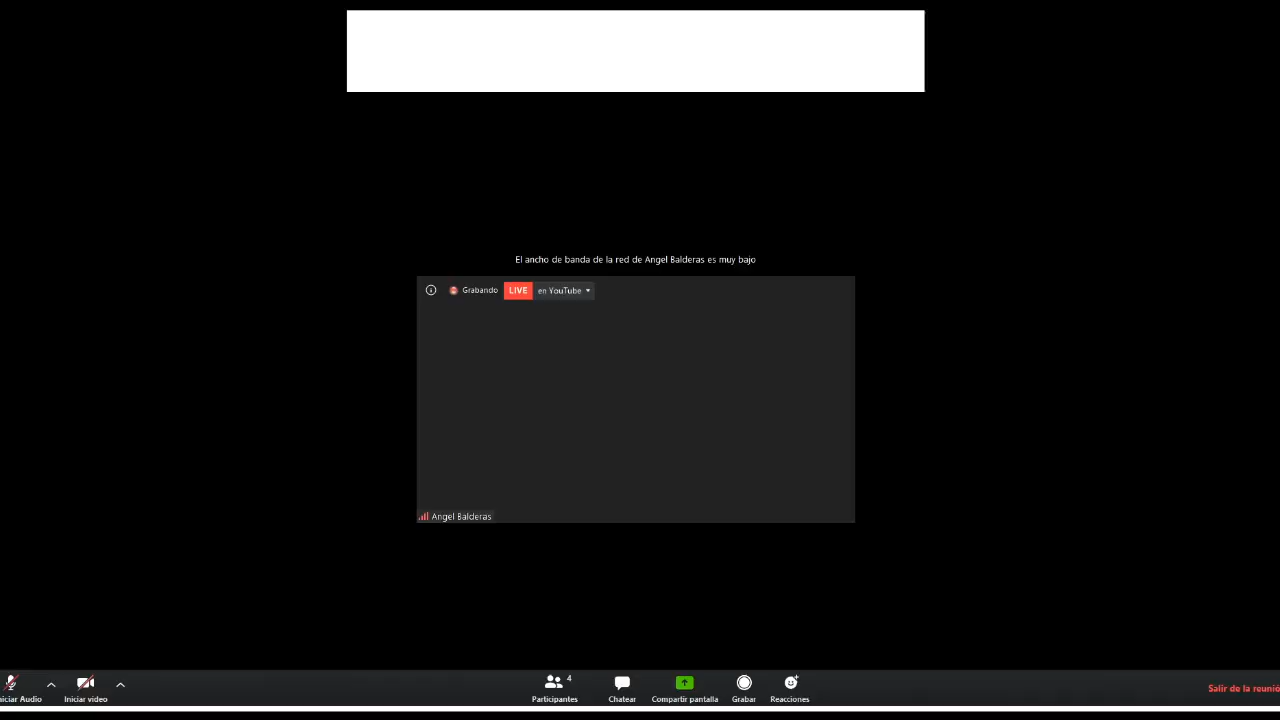 El ancho de banda de la red de Angel Balderas es muy bajo
Grabando LIVE en YouTube
Angel Balderas
4
niciar Audio Iniciar video Participantes Chatear Compartir pantalla Grabar Reacciones Salir de la reunió